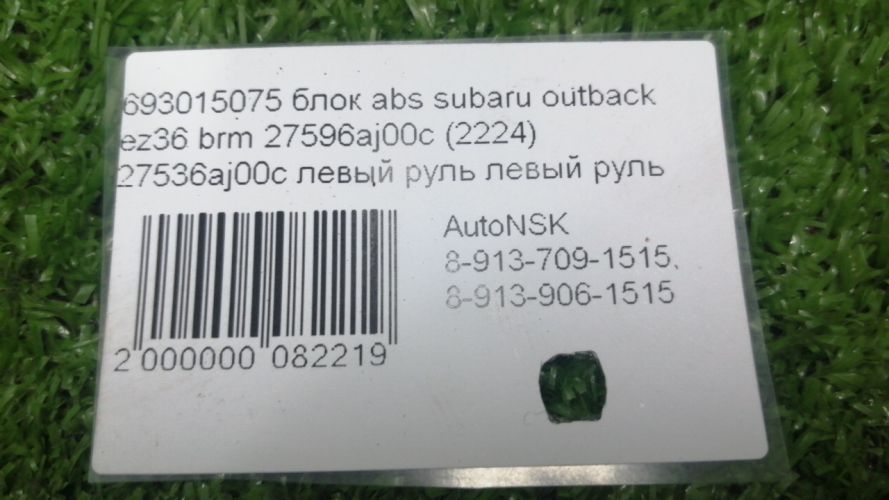 693015075 блок abs subaru outback
ez36 brm 27596aj00c (2224)
27536aj00c левый руль левый руль
AutoNSK
8-913-709-1515,
8-913-906-1515
2 000000 082219